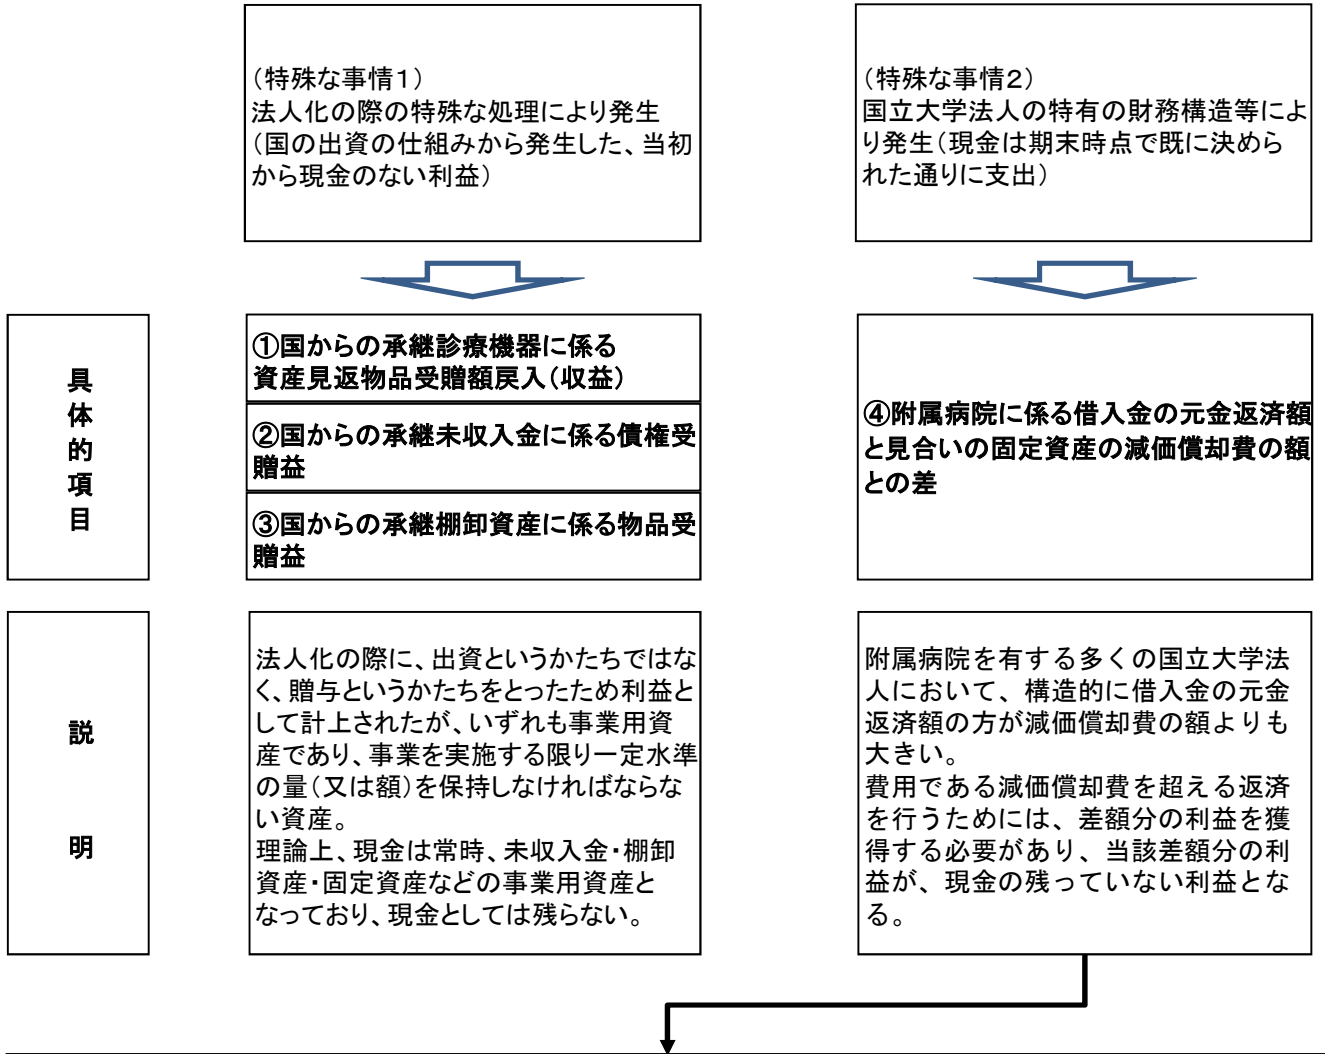 （特殊な事情１）
法人化の際の特殊な処理により発生
（国の出資の仕組みから発生した、当初
から現金のない利益）
（特殊な事情２）
国立大学法人の特有の財務構造等によ
り発生（現金は期末時点で既に決めら
れた通りに支出）
具体的項目
①国からの承継診療機器に係る
資産見返物品受贈額戻入（収益）
②国からの承継未収入金に係る債権受
贈益
③国からの承継棚卸資産に係る物品受
贈益
④附属病院に係る借入金の元金返済額
と見合いの固定資産の減価償却費の額
との差
説明
法人化の際に、出資というかたちではな
く、贈与というかたちをとったため利益と
して計上されたが、いずれも事業用資
産であり、事業を実施する限り一定水準
の量（又は額）を保持しなければならな
い資産。
理論上、現金は常時、未収入金・棚卸
資産・固定資産などの事業用資産と
なっており、現金としては残らない。
附属病院を有する多くの国立大学法
人において、構造的に借入金の元金
返済額の方が減価償却費の額よりも
大きい。
費用である減価償却費を超える返済
を行うためには、差額分の利益を獲
得する必要があり、当該差額分の利
益が、現金の残っていない利益とな
る。